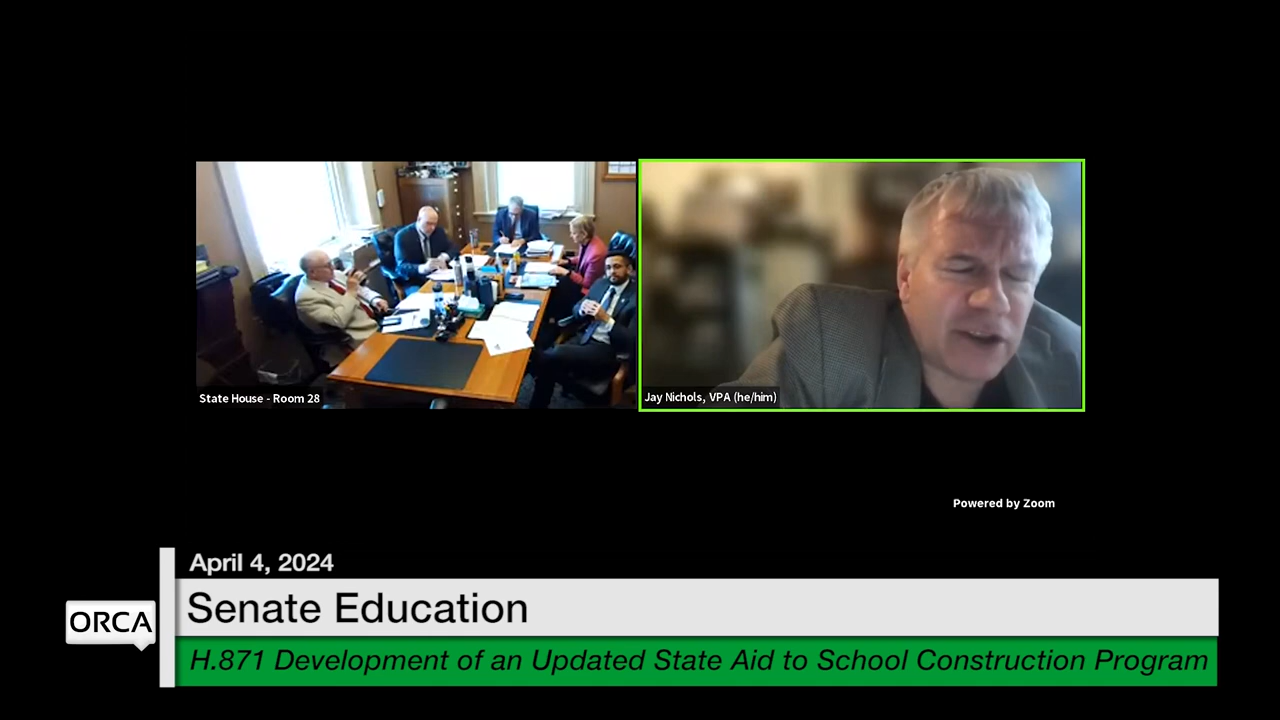 State House - Room 28
Jay Nichols, VPA (he/him)
Powered by Zoom
April 4, 2024
Senate Education
ORCA
H.871 Development of an Updated State Aid to School Construction Program